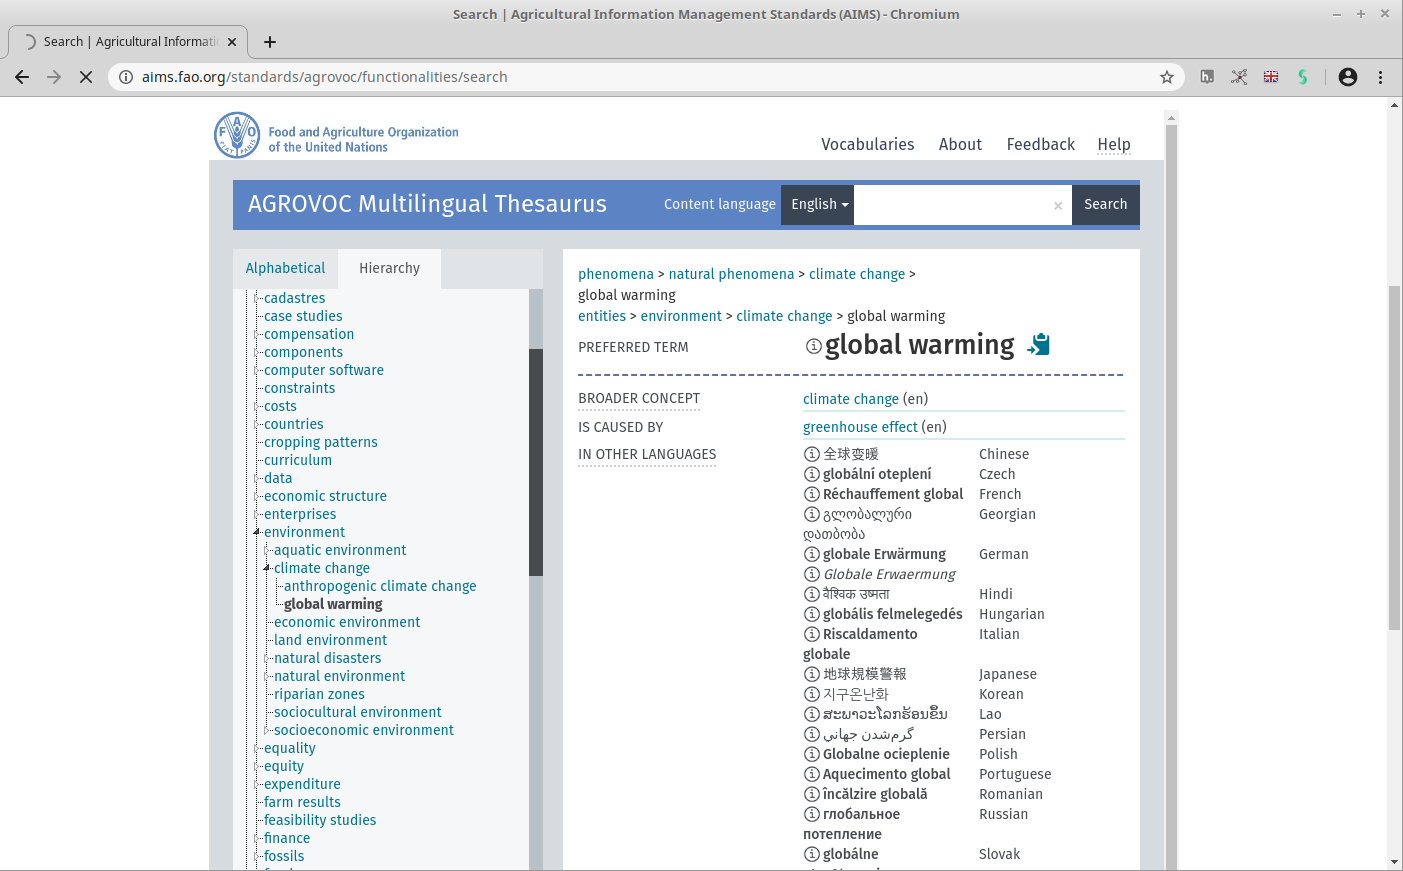 Search | Agricultural Information Management Standards (AIMS) - Chromium
Search | Agricultural Informati
aims.fao.org/standards/agrovoc/functionalities/search
Food and Agriculture Organization
of the United Nations
Vocabularies About Feedback Help
AGROVOC Multilingual Thesaurus
Content language English Search
Alphabetical Hierarchy
cadastres
case studies
compensation
components
computer software
constraints
costs
countries
cropping patterns
curriculum
data
economic structure
enterprises
environment
aquatic environment
climate change
anthropogenic climate change
global warming
economic environment
land environment
natural disasters
natural environment
riparian zones
sociocultural environment
socioeconomic environment
equality
equity
expenditure
farm results
feasibility studies
finance
fossils
phenomena > natural phenomena > climate change >
global warming
entities > environment > climate change > global warming
PREFERRED TERM global warming
BROADER CONCEPT climate change (en)
IS CAUSED BY greenhouse effect (en)
IN OTHER LANGUAGES
全球变暖 Chinese
globální oteplení Czech
Réchauffement global French
გლობალური Georgian
დათბობა
globale Erwärmung German
Globale Erwaermung
वैश्विक उष्मता Hindi
globális felmelegedés Hungarian
Riscaldamento Italian
globale
地球規模警報 Japanese
지구온난화 Korean
ສະພາວະໂລກຮ້ອນຂຶ້ນ Lao
گرم‌شدن جهاني Persian
Globalne ocieplenie Polish
Aquecimento global Portuguese
încălzire globală Romanian
глобальное Russian
потепление
globálne Slovak